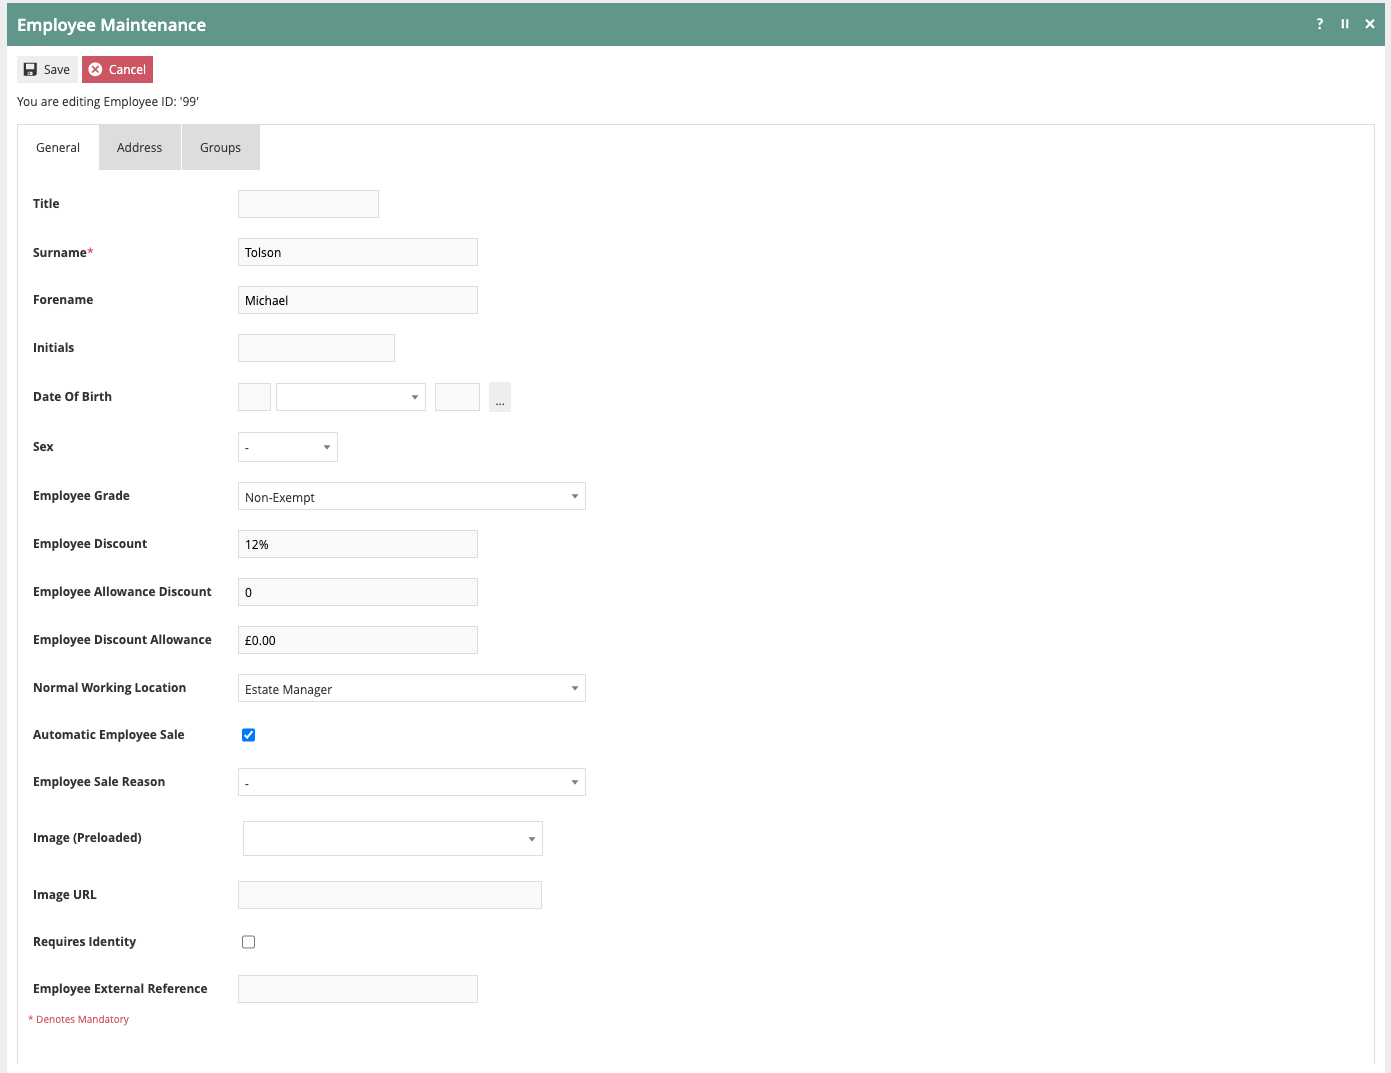 Employee Maintenance ?
Save Cancel
You are editing Employee ID: '99'
General Address Groups
Title
Surname* Tolson
Forename Michael
Initials
Date Of Birth ...
Sex -
Employee Grade Non-Exempt
Employee Discount 12%
Employee Allowance Discount 0
Employee Discount Allowance £0.00
Normal Working Location Estate Manager
Automatic Employee Sale
Employee Sale Reason -
Image (Preloaded)
Image URL
Requires Identity
Employee External Reference
* Denotes Mandatory